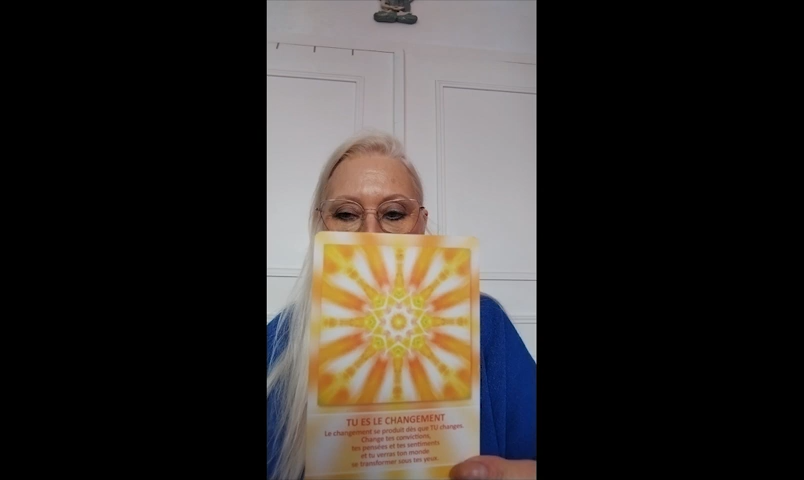 TU ES LE CHANGEMENT
Le changement se produit dès que TU changes.
Change tes convictions,
tes pensées et tes sentiments
et tu verras ton monde
se transformer sous tes yeux.